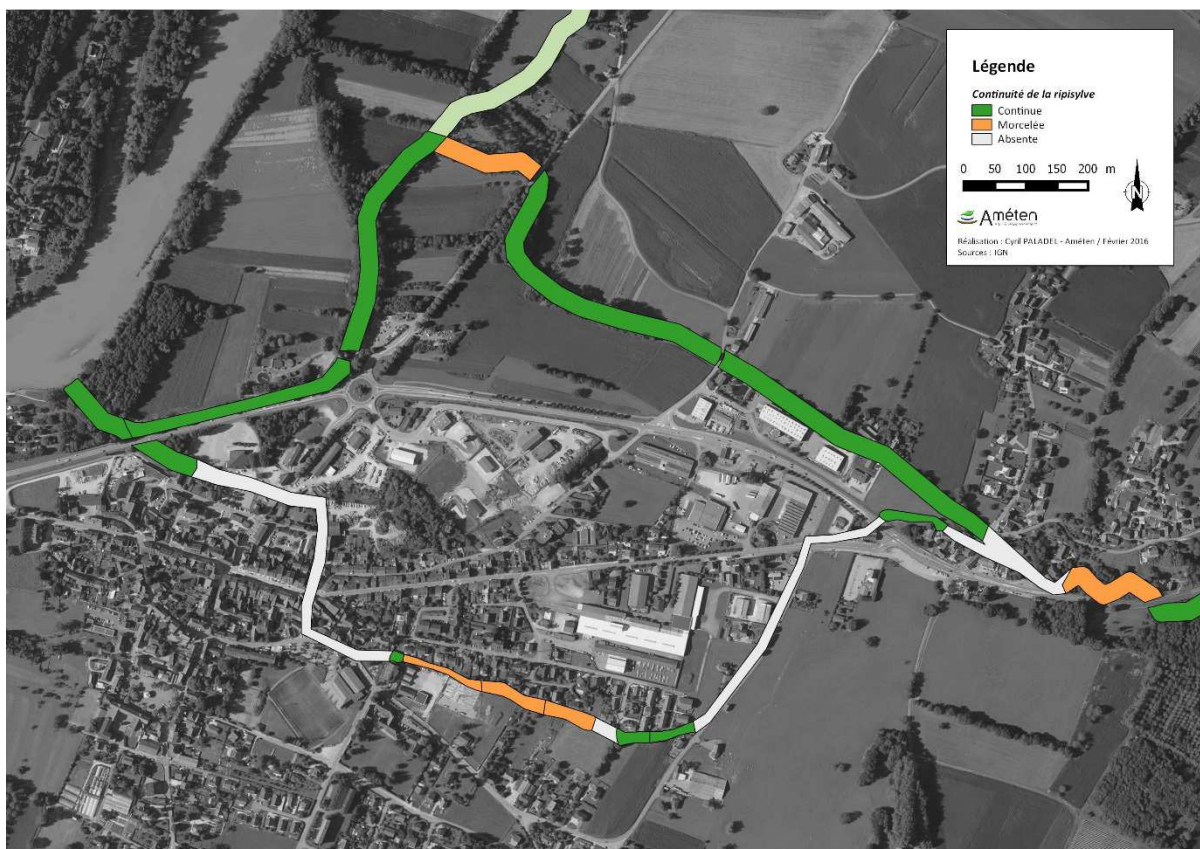 Légende
Continuité de la ripisylve
Continue
Morcelée
Absente
0 50 100 150 200 m
N
Améten
Réalisation : Cyril PALADEL - Améten / Février 2016
Sources : IGN